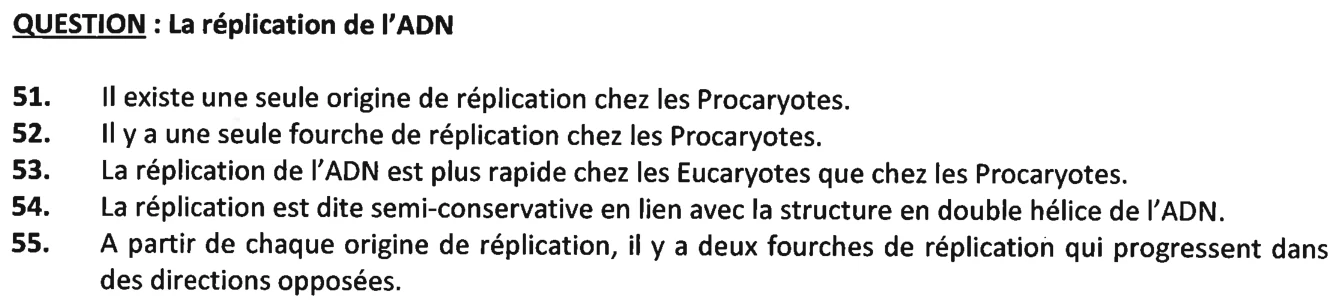 QUESTION : La réplication de l'ADN
51. Il existe une seule origine de réplication chez les Procaryotes.
52. Il y a une seule fourche de réplication chez les Procaryotes.
53. La réplication de l'ADN est plus rapide chez les Eucaryotes que chez les Procaryotes.
54. La réplication est dite semi-conservative en lien avec la structure en double hélice de l'ADN.
55. A partir de chaque origine de réplication, il y a deux fourches de réplication qui progressent dans
des directions opposées.